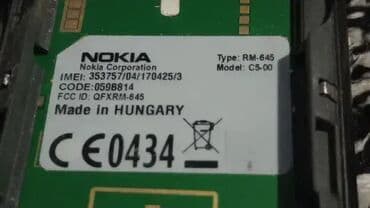 NOKIA
Nokia Corporation
Type: RM-645
Model: C5-00
IMEI: 353757/04/170425/3
CODE:059B814
FCC ID: QFXRM-645
Made in HUNGARY
CE0434